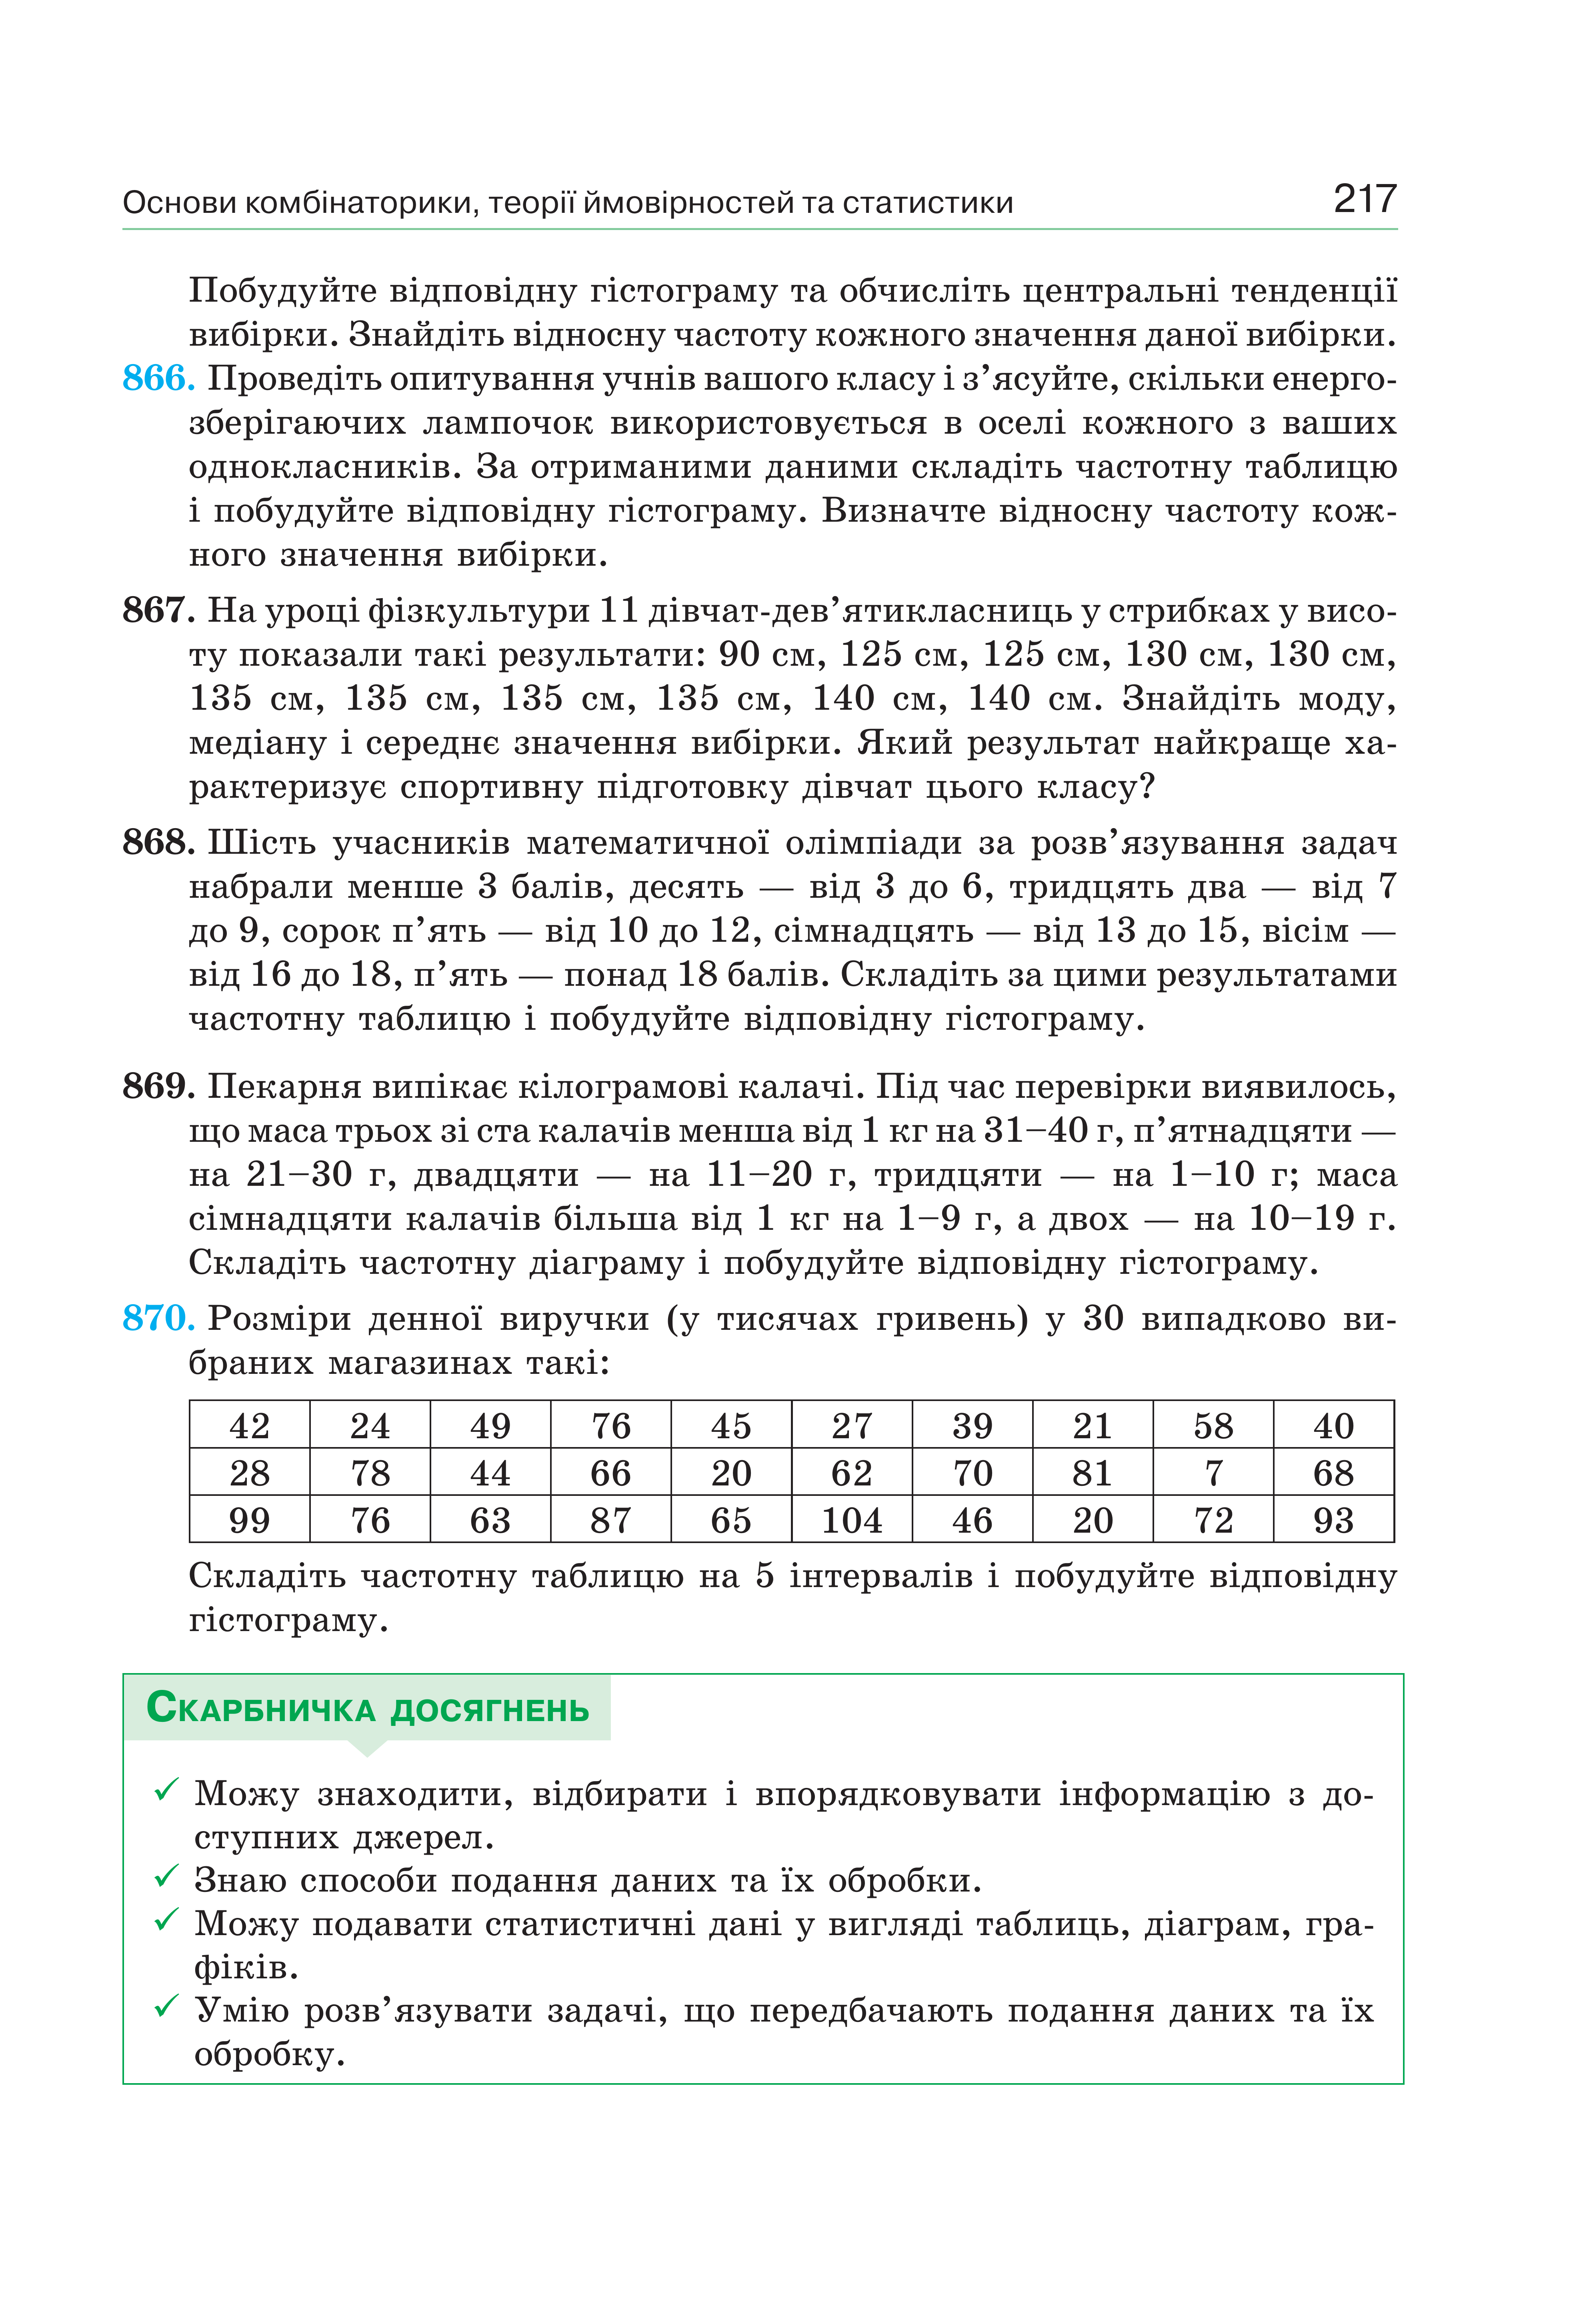 Основи комбінаторики, теорії ймовірностей та статистики 217
Побудуйте відповідну гістограму та обчисліть центральні тенденції
вибірки. Знайдіть відносну частоту кожного значення даної вибірки.
866. Проведіть опитування учнів вашого класу і з’ясуйте, скільки енерго-
зберігаючих лампочок використовується в оселі кожного з ваших
однокласників. За отриманими даними складіть частотну таблицю
і побудуйте відповідну гістограму. Визначте відносну частоту кож-
ного значення вибірки.
867. На уроці фізкультури 11 дівчат-дев’ятикласниць у стрибках у висо-
ту показали такі результати: 90 см, 125 см, 125 см, 130 см, 130 см,
135 см, 135 см, 135 см, 135 см, 140 см, 140 см. Знайдіть моду,
медіану і середнє значення вибірки. Який результат найкраще ха-
рактеризує спортивну підготовку дівчат цього класу?
868. Шість учасників математичної олімпіади за розв’язування задач
набрали менше 3 балів, десять — від 3 до 6, тридцять два — від 7
до 9, сорок п’ять — від 10 до 12, сімнадцять — від 13 до 15, вісім —
від 16 до 18, п’ять — понад 18 балів. Складіть за цими результатами
частотну таблицю і побудуйте відповідну гістограму.
869. Пекарня випікає кілограмові калачі. Під час перевірки виявилось,
що маса трьох зі ста калачів менша від 1 кг на 31–40 г, п’ятнадцяти —
на 21–30 г, двадцяти — на 11–20 г, тридцяти — на 1–10 г; маса
сімнадцяти калачів більша від 1 кг на 1–9 г, а двох — на 10–19 г.
Складіть частотну діаграму і побудуйте відповідну гістограму.
870. Розміри денної виручки (у тисячах гривень) у 30 випадково ви-
браних магазинах такі:
42 24 49 76 45 27 39 21 58 40
28 78 44 66 20 62 70 81 7 68
99 76 63 87 65 104 46 20 72 93
Складіть частотну таблицю на 5 інтервалів і побудуйте відповідну
гістограму.
Скарбничка досягнень
✓ Можу знаходити, відбирати і впорядковувати інформацію з до-
ступних джерел.
✓ Знаю способи подання даних та їх обробки.
✓ Можу подавати статистичні дані у вигляді таблиць, діаграм, гра-
фіків.
✓ Умію розв’язувати задачі, що передбачають подання даних та їх
обробку.